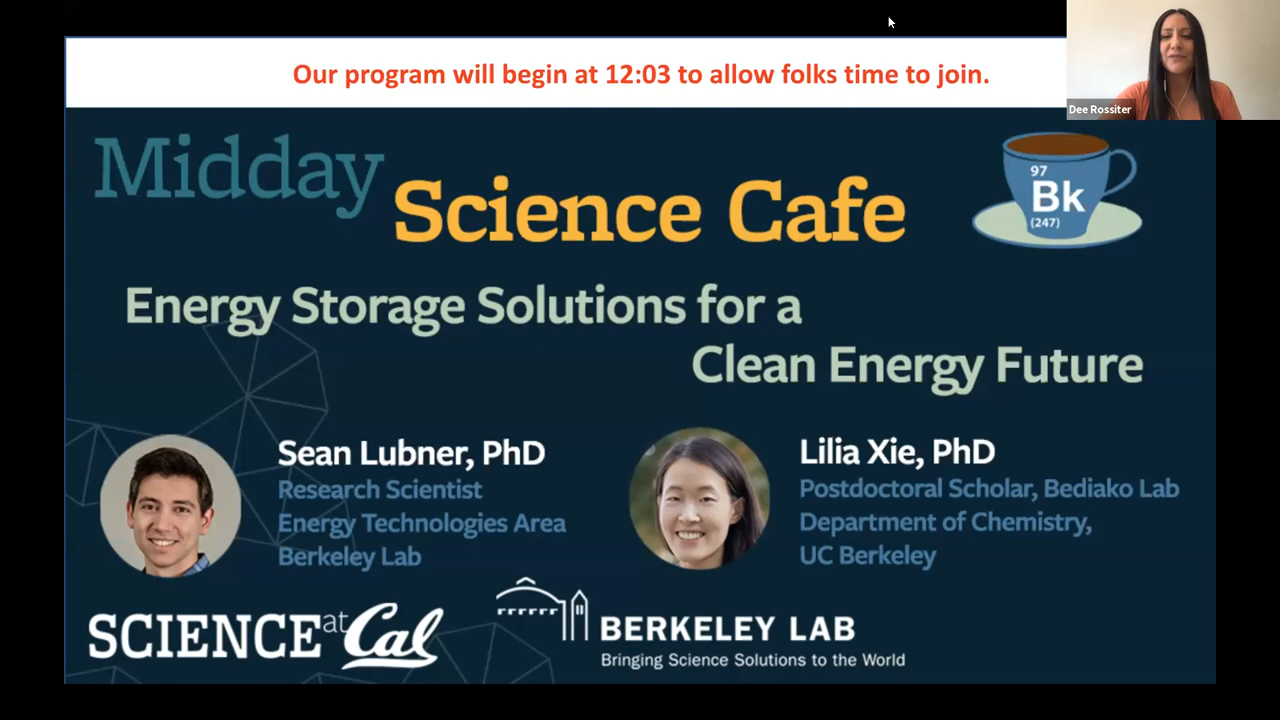 Our program will begin at 12:03 to allow folks time to join.
Dee Rossiter
Midday
Science Cafe
97
Bk
(247)
Energy Storage Solutions for a
Clean Energy Future
Sean Lubner, PhD
Research Scientist
Energy Technologies Area
Berkeley Lab
Lilia Xie, PhD
Postdoctoral Scholar, Bediako Lab
Department of Chemistry,
UC Berkeley
SCIENCE at Cal
BERKELEY LAB
Bringing Science Solutions to the World